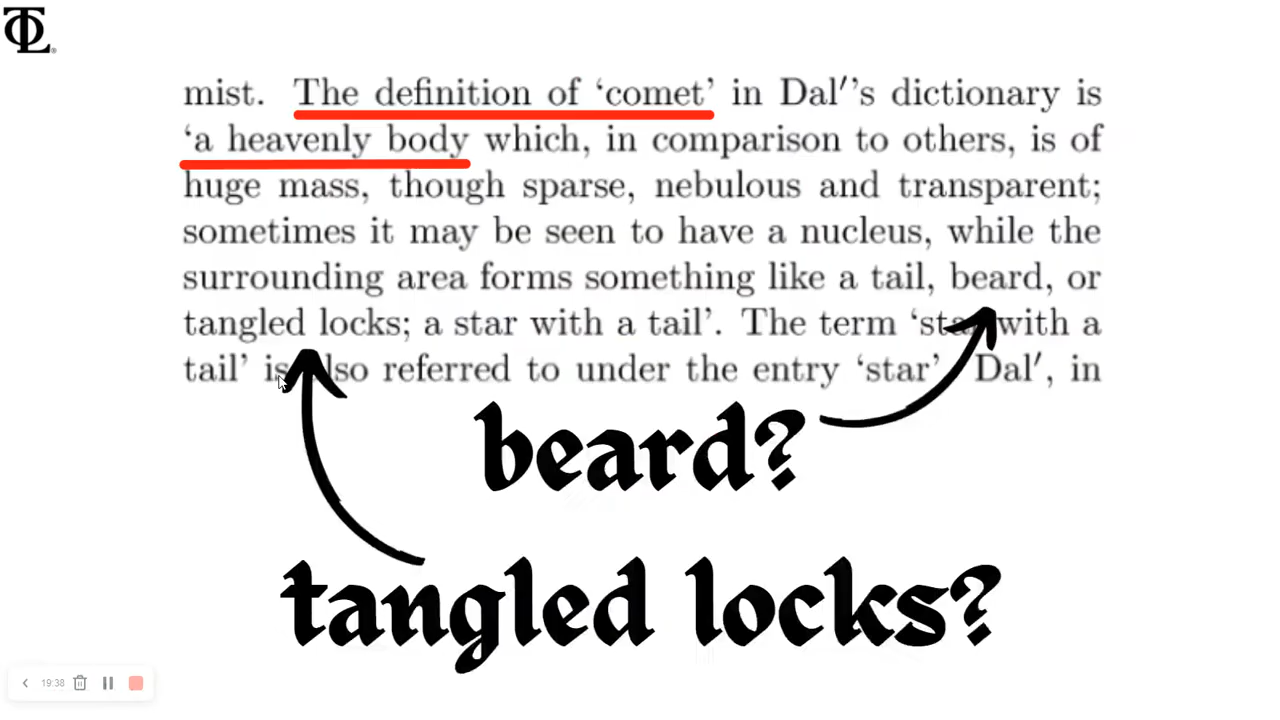 mist. The definition of ‘comet’ in Dal′’s dictionary is
‘a heavenly body which, in comparison to others, is of
huge mass, though sparse, nebulous and transparent;
sometimes it may be seen to have a nucleus, while the
surrounding area forms something like a tail, beard, or
tangled locks; a star with a tail’. The term ‘star with a
tail’ is also referred to under the entry ‘star’ Dal′, in
beard?
tangled locks?
19:38